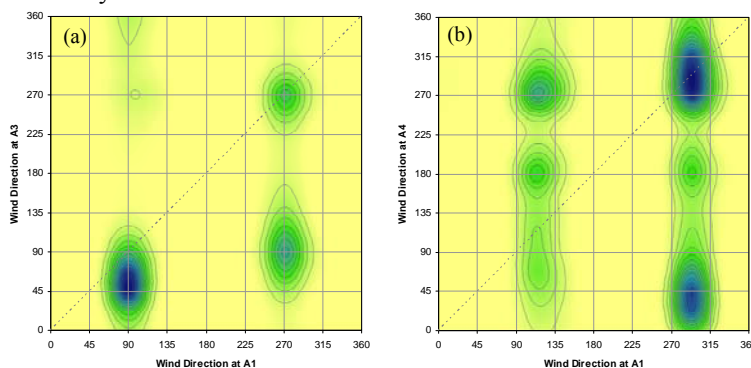 (a)
Wind Direction at A3
360
315
270
225
180
135
90
45
0
0 45 90 135 180 225 270 315 360
Wind Direction at A1
(b)
Wind Direction at A4
360
315
270
225
180
135
90
45
0
0 45 90 135 180 225 270 315
Wind Direction at A1